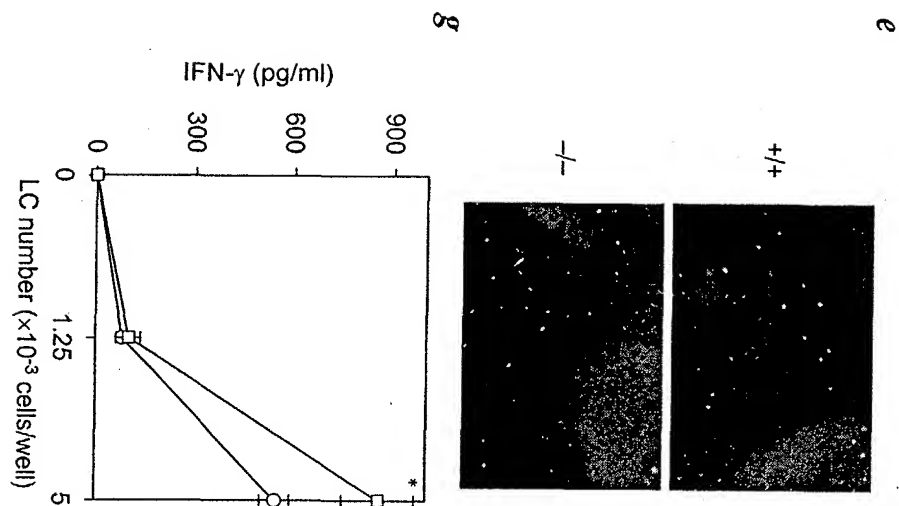 e
+/+
–/–
g
IFN-γ (pg/ml)
900
600
300
0
0
1.25
5
*
LC number (×10⁻³ cells/well)